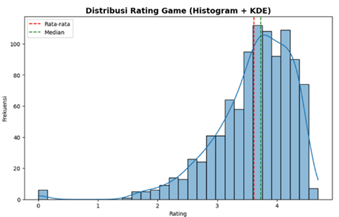 Distribusi Rating Game (Histogram + KDE)
Rata-rata
Median
100
80
60
40
20
0
Frekuensi
0
1
2
3
4
Rating